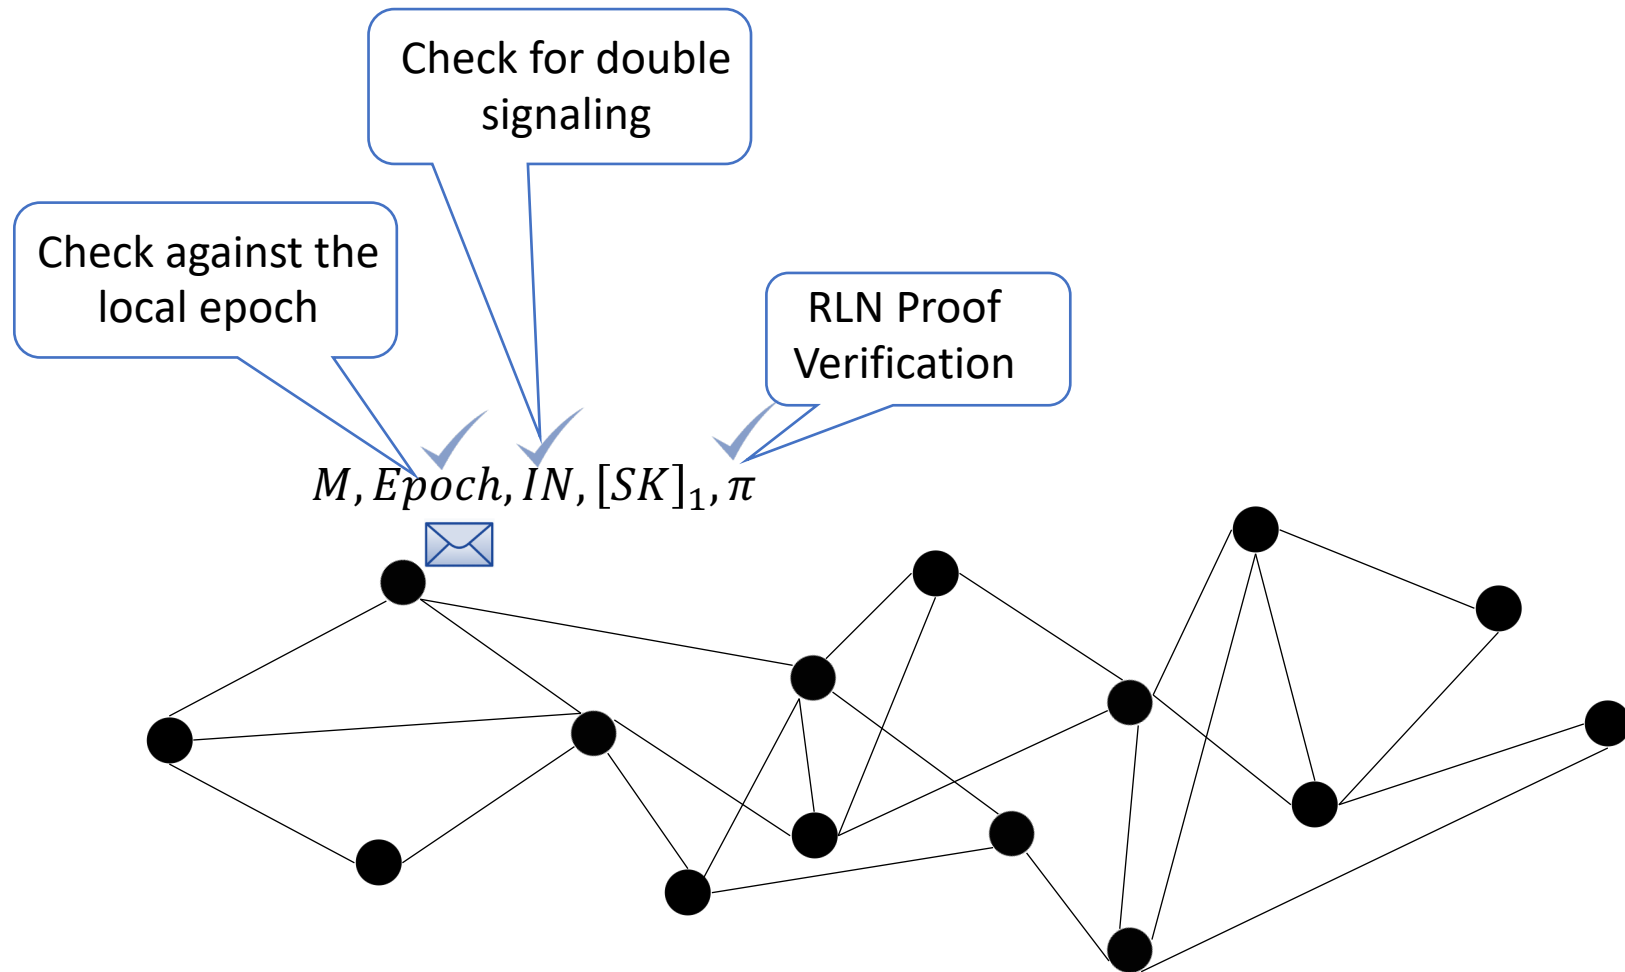 Check for double
signaling
Check against the
local epoch
RLN Proof
Verification
M, Epoch, IN, [SK]₁, π